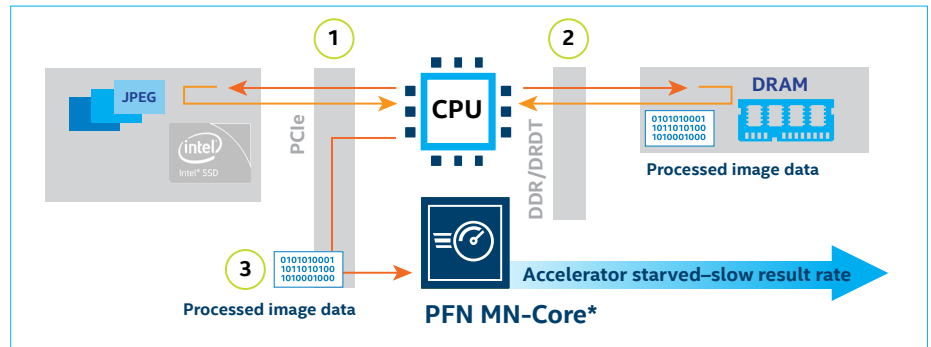 1
2
JPEG
intel
Intel® SSD
PCIe
CPU
DDR/DRDT
DRAM
0101010001
1011010100
1010001000
Processed image data
3
0101010001
1011010100
1010001000
Processed image data
PFN MN-Core*
Accelerator starved–slow result rate